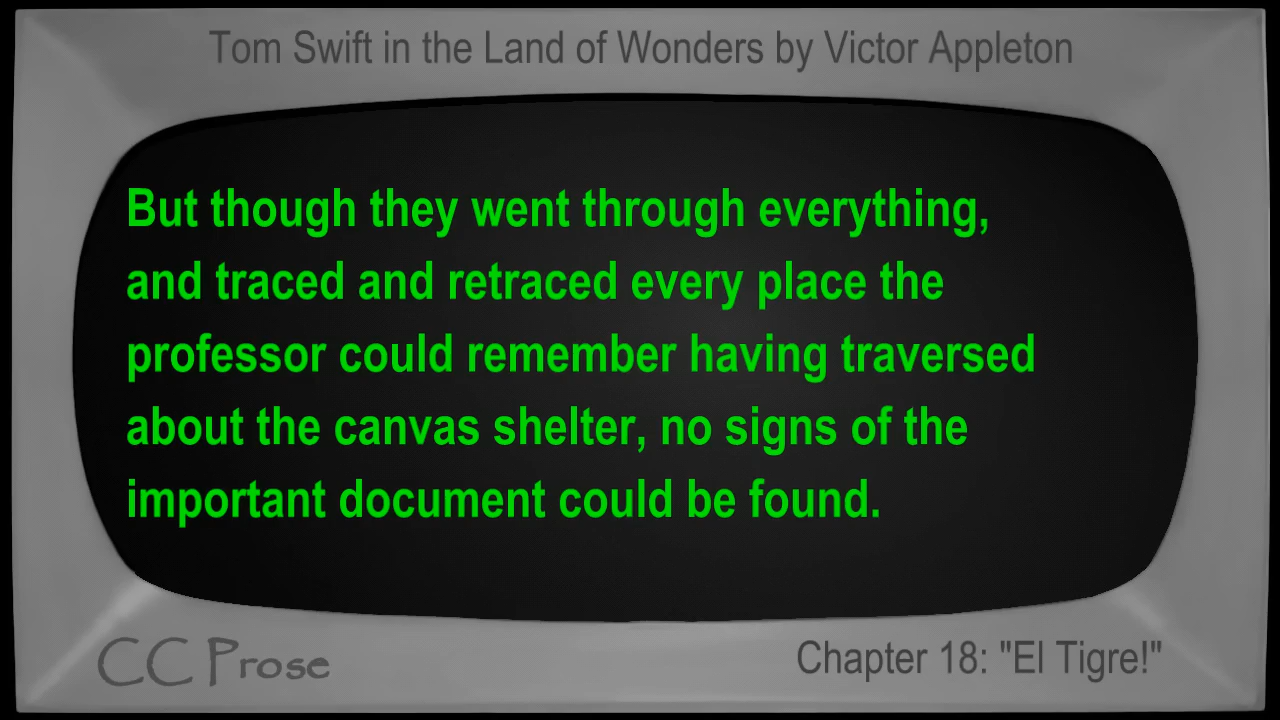 Tom Swift in the Land of Wonders by Victor Appleton
But though they went through everything,
and traced and retraced every place the
professor could remember having traversed
about the canvas shelter, no signs of the
important document could be found.
CC Prose
Chapter 18: "El Tigre!"